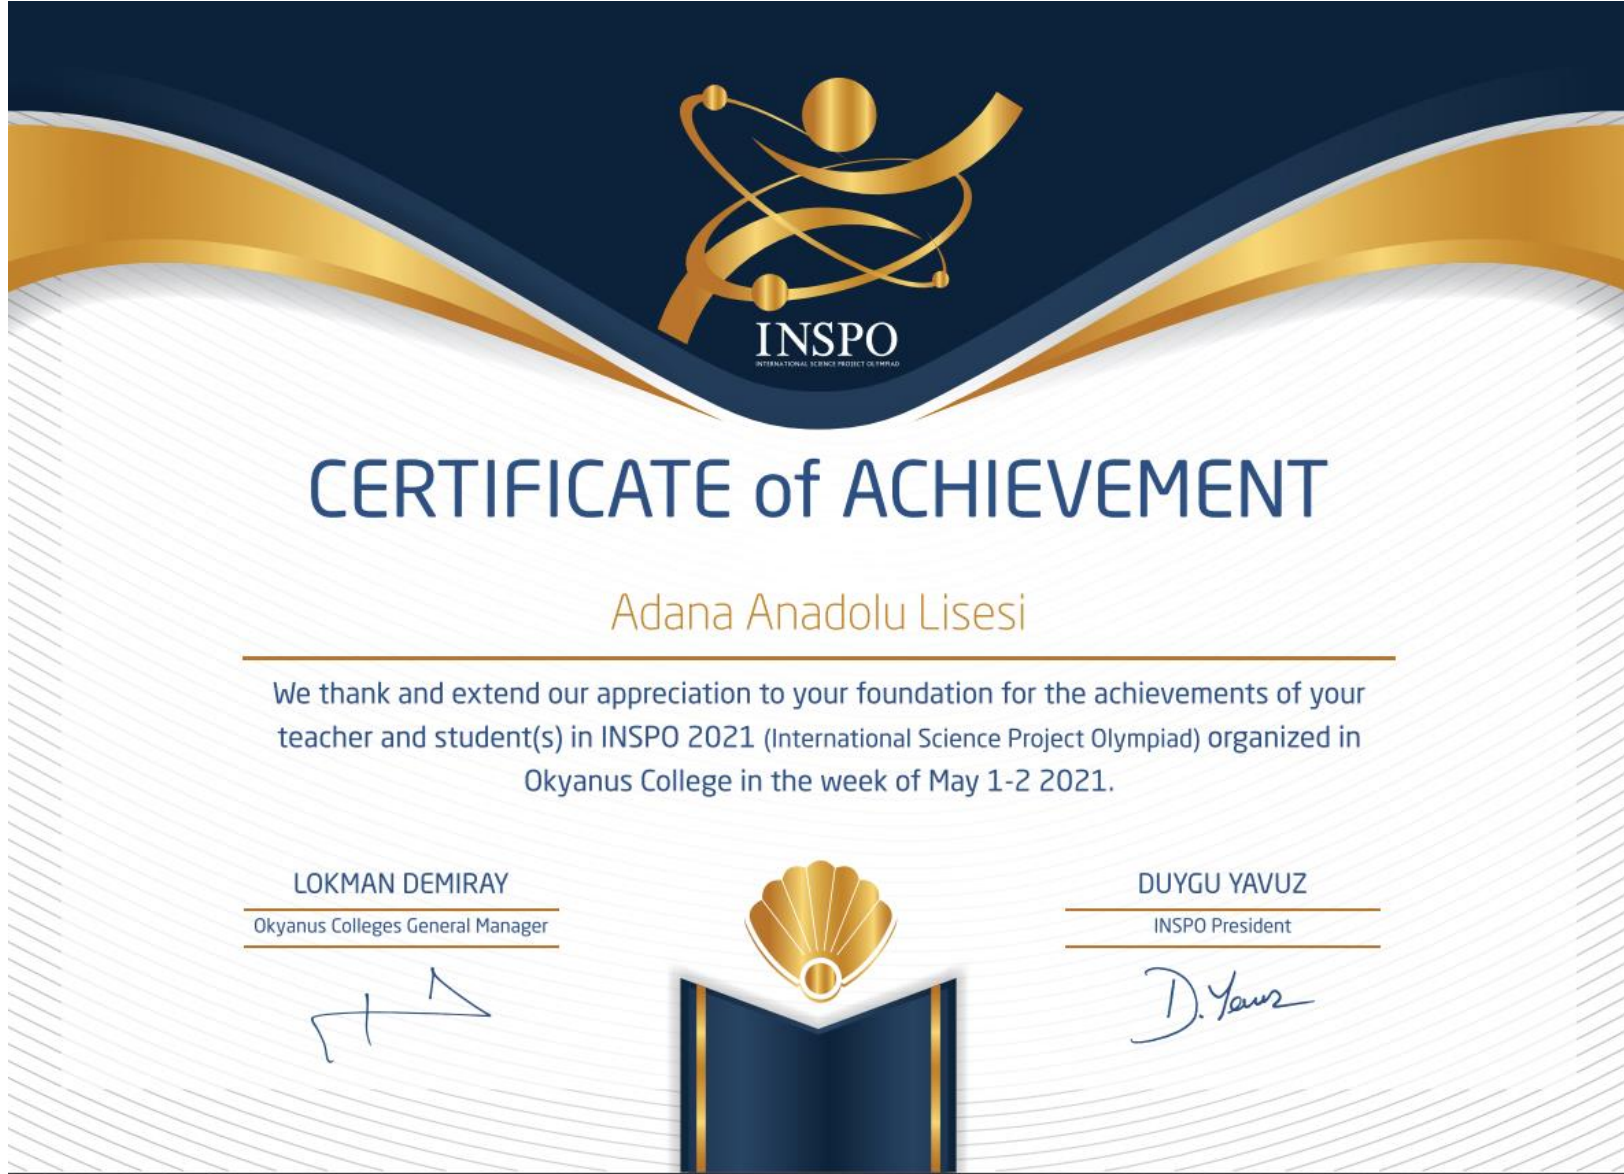 INSPO
INTERNATIONAL SCIENCE PROJECT OLYMPIAD
CERTIFICATE of ACHIEVEMENT
Adana Anadolu Lisesi
We thank and extend our appreciation to your foundation for the achievements of your
teacher and student(s) in INSPO 2021 (International Science Project Olympiad) organized in
Okyanus College in the week of May 1-2 2021.
LOKMAN DEMIRAY
Okyanus Colleges General Manager
DUYGU YAVUZ
INSPO President
D. Yavuz